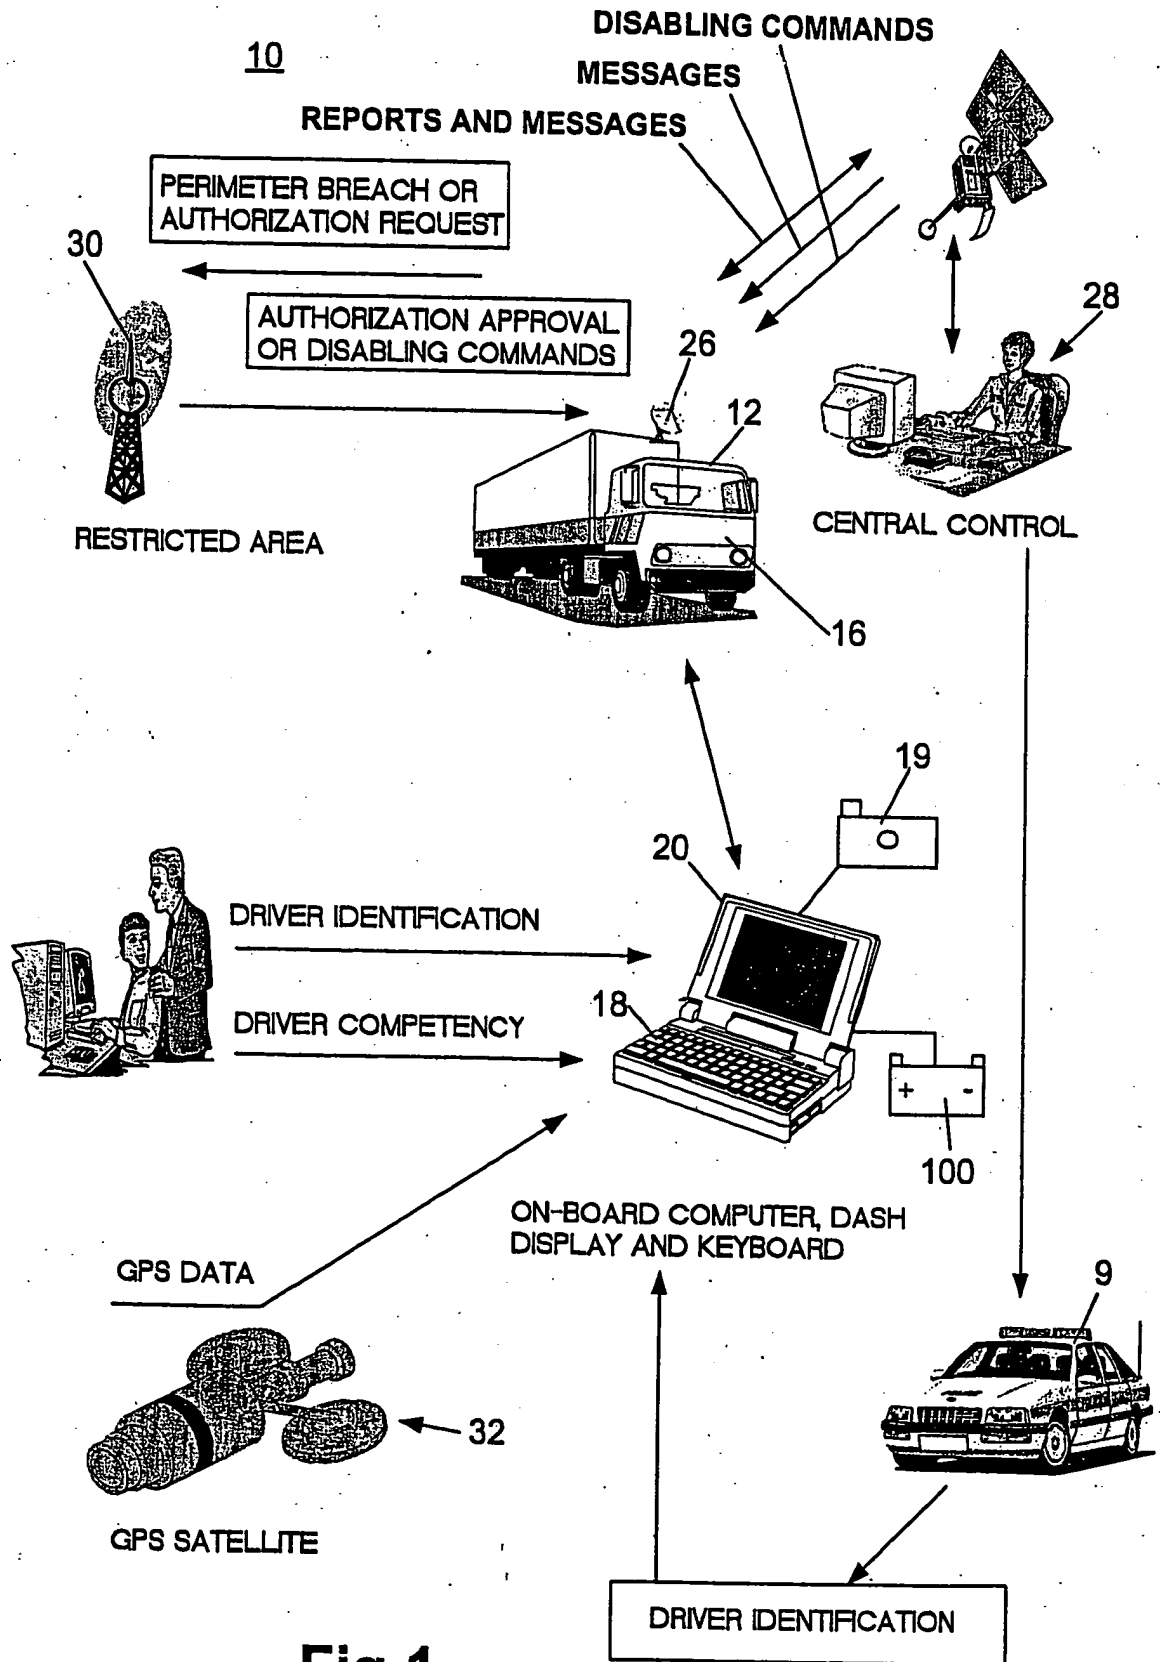 10
DISABLING COMMANDS
MESSAGES
REPORTS AND MESSAGES
PERIMETER BREACH OR
AUTHORIZATION REQUEST
30
AUTHORIZATION APPROVAL
OR DISABLING COMMANDS
26
28
12
RESTRICTED AREA
CENTRAL CONTROL
16
19
20
DRIVER IDENTIFICATION
18
DRIVER COMPETENCY
+ -
100
ON-BOARD COMPUTER, DASH
DISPLAY AND KEYBOARD
GPS DATA
9
32
GPS SATELLITE
DRIVER IDENTIFICATION
Fig 1